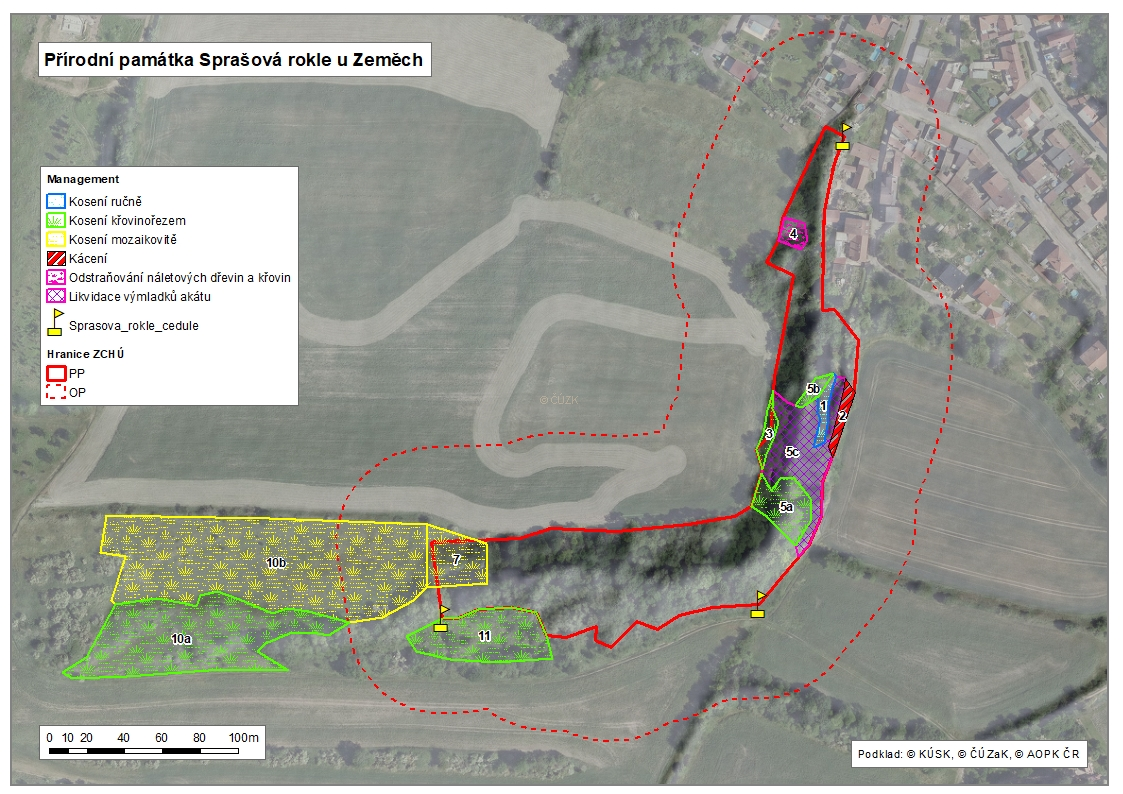 Přírodní památka Sprašová rokle u Zeměch
Management
Kosení ručně
Kosení křovinořezem
Kosení mozaikovitě
Kácení
Odstraňování náletových dřevin a křovin
Likvidace výmladků akátu
Sprasova_rokle_cedule
Hranice ZCHÚ
PP
OP
4
5b
1
2
3
5c
5a
© ČÚZK
10b
7
10a
11
0 10 20 40 60 80 100m
Podklad: © KÚSK, © ČÚZaK, © AOPK ČR